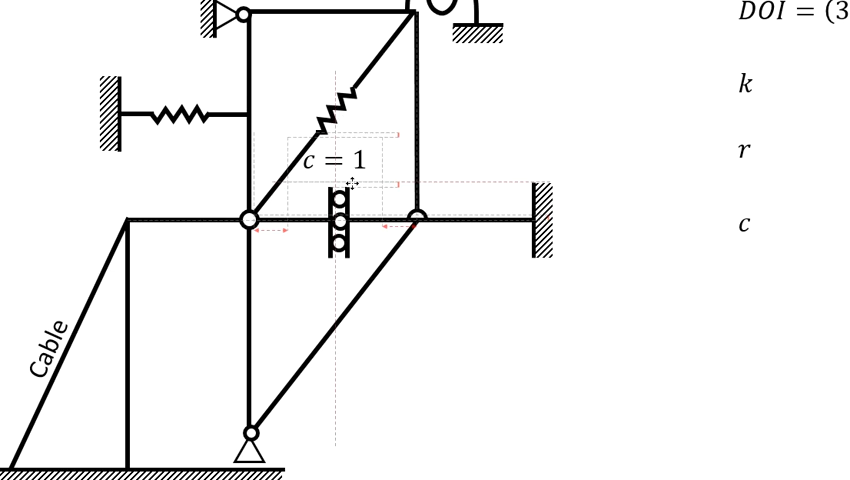 DOI = (3
k
c = 1
r
c
Cable